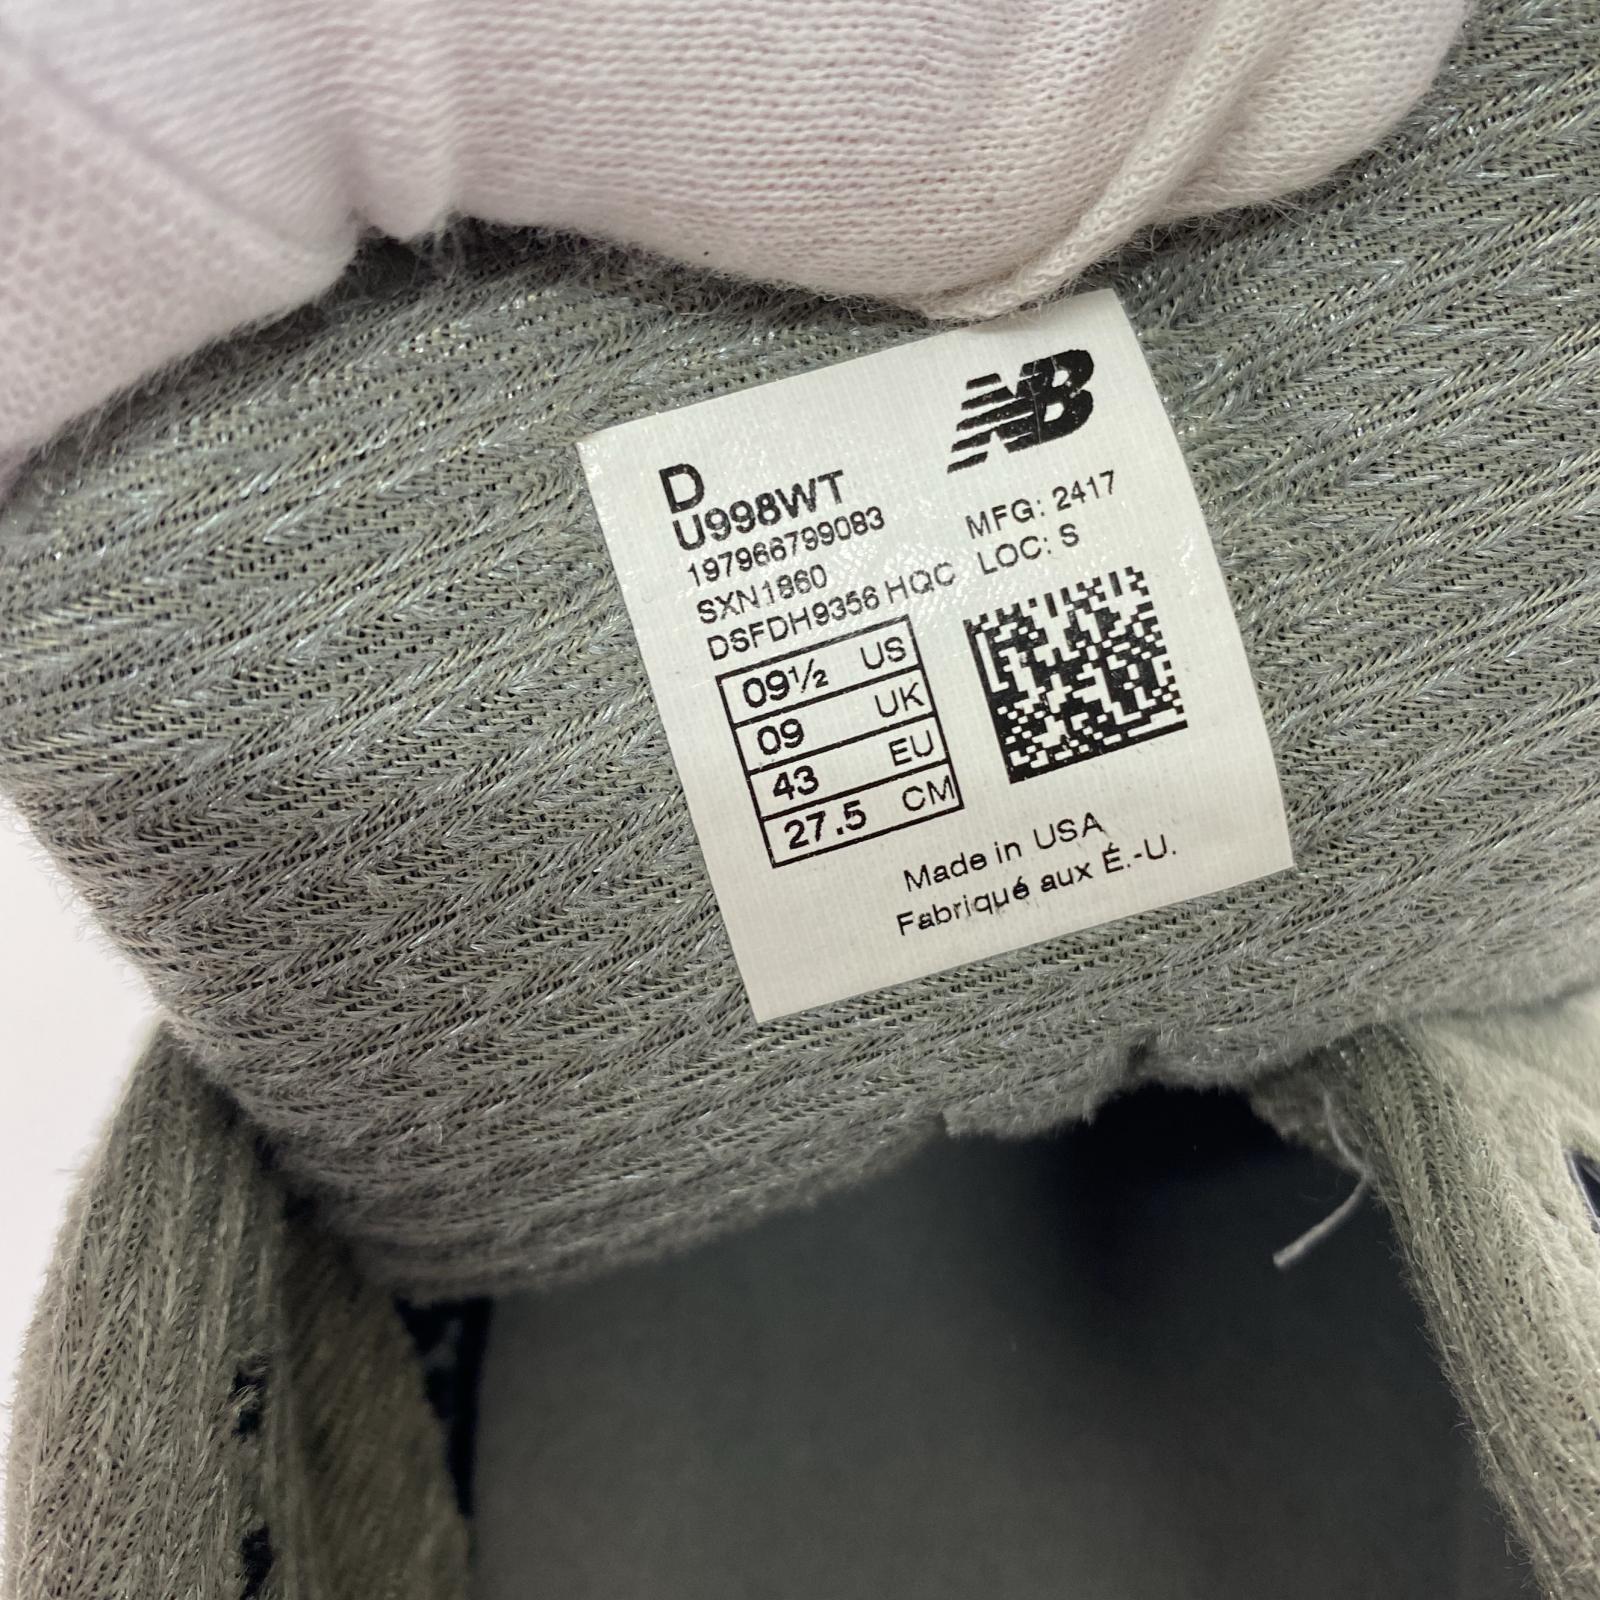 NB
D
U998WT
197966799083
SXN1860
DSFDH9356 HQC
MFG: 2417
LOC: S
09½ US
09 UK
43 EU
27.5 CM
Made in USA
Fabriqué aux É.-U.